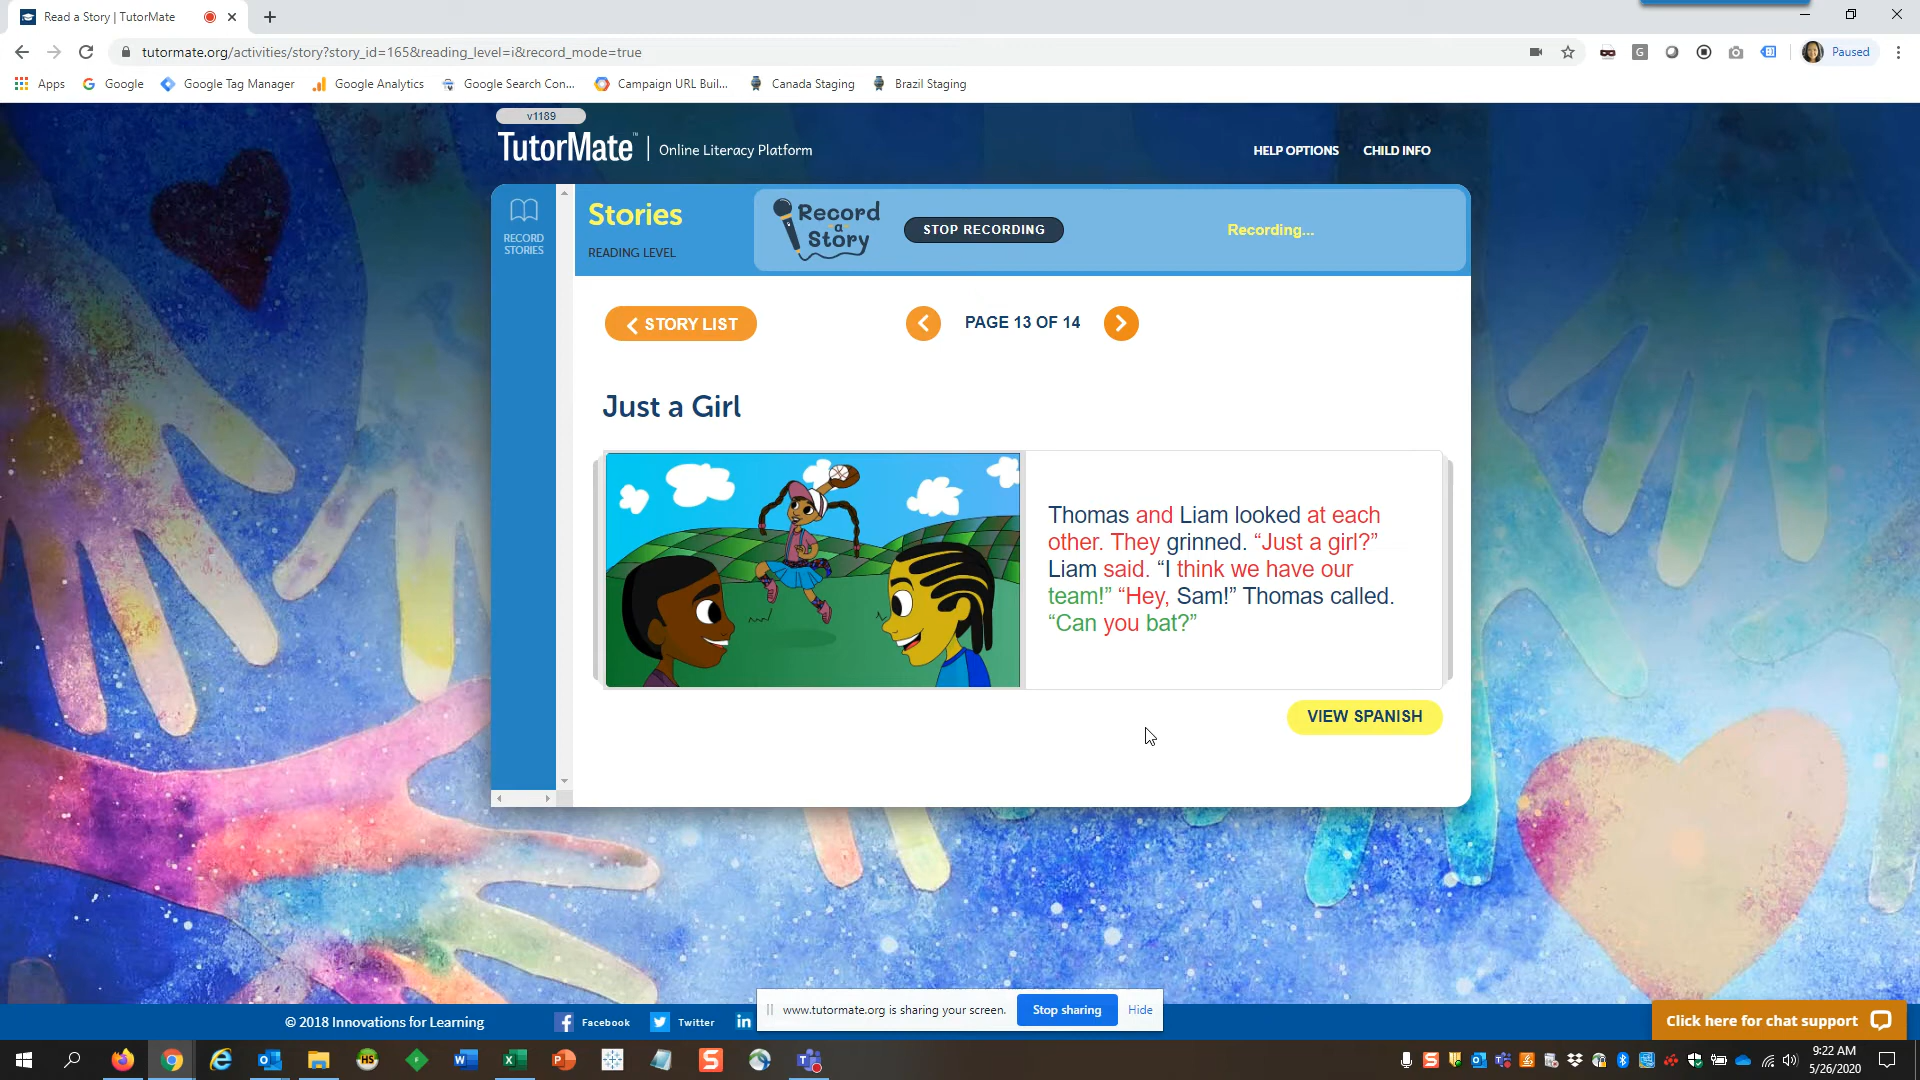 Read a Story | TutorMate
tutormate.org/activities/story?story_id=165&reading_level=i&record_mode=true
Paused
Apps
Google
Google Tag Manager
Google Analytics
Google Search Con...
Campaign URL Buil...
Canada Staging
Brazil Staging
v1189
TutorMate™ | Online Literacy Platform
HELP OPTIONS
CHILD INFO
RECORD
STORIES
Stories
READING LEVEL
Record
a
Story
STOP RECORDING
Recording...
STORY LIST
PAGE 13 OF 14
Just a Girl
Thomas and Liam looked at each
other. They grinned. “Just a girl?”
Liam said. “I think we have our
team!” “Hey, Sam!” Thomas called.
“Can you bat?”
VIEW SPANISH
© 2018 Innovations for Learning
Facebook
Twitter
in
www.tutormate.org is sharing your screen.
Stop sharing
Hide
Click here for chat support
9:22 AM
5/26/2020